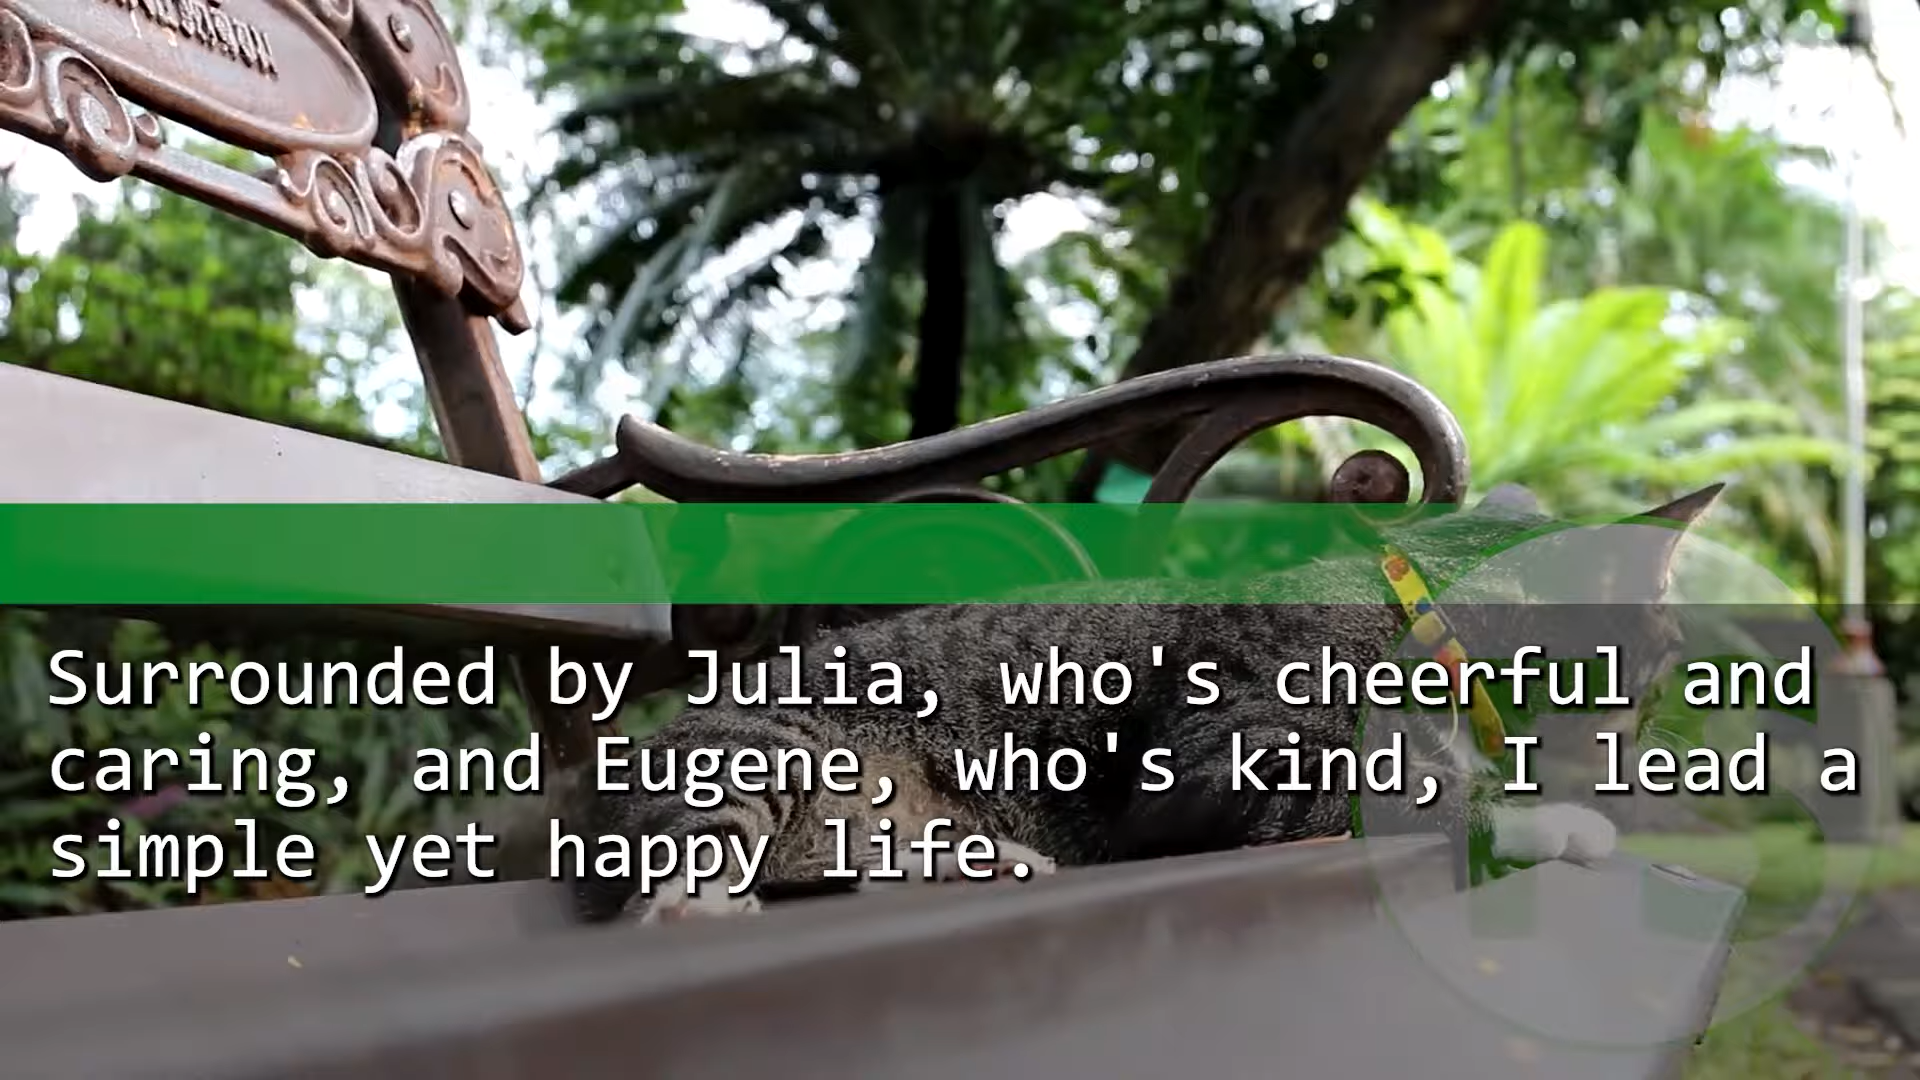 Surrounded by Julia, who's cheerful and
caring, and Eugene, who's kind, I lead a
simple yet happy life.